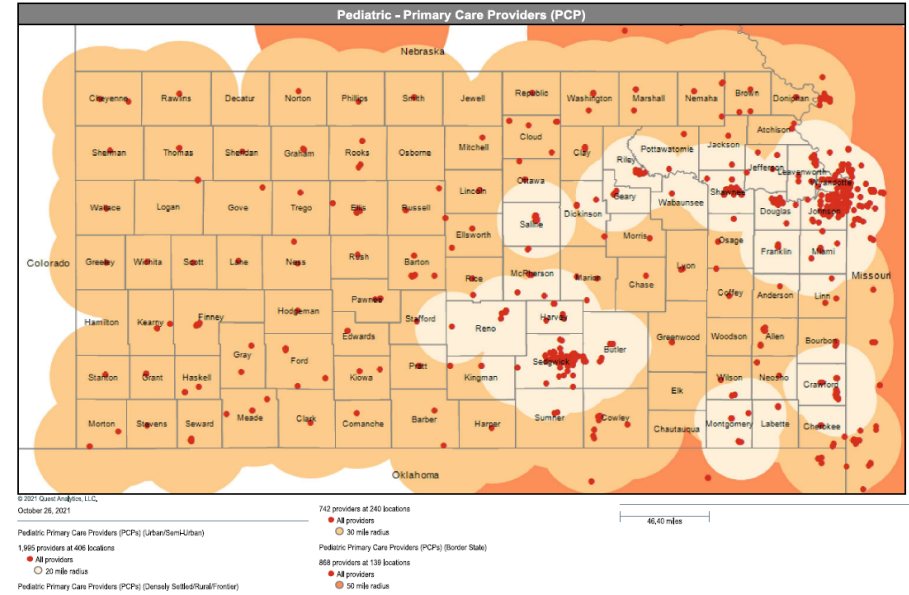 Pediatric - Primary Care Providers (PCP)
Nebraska
Cheyenne Rawlins Decatur Norton Phillips Smith Jewell Republic Washington Marshall Nemaha Brown Doniphan
Atchison
Sherman Thomas Sheridan Graham Rooks Osborne Mitchell Cloud Clay Riley Pottawatomie Jackson Jefferson Leavenworth
Wyandotte
Wallace Logan Gove Trego Ellis Russell Lincoln Ottawa Saline Dickinson Geary Wabaunsee Shawnee Douglas Johnson
Ellsworth Morris Osage Franklin Miami
Colorado Greeley Wichita Scott Lane Ness Rush Barton Rice McPherson Marion Chase Lyon Coffey Anderson Linn Missouri
Hamilton Kearny Finney Hodgeman Pawnee Stafford Reno Harvey
Gray Ford Edwards Sedgwick Butler Greenwood Woodson Allen Bourbon
Stanton Grant Haskell Kiowa Pratt Kingman Elk Wilson Neosho Crawford
Morton Stevens Seward Meade Clark Comanche Barber Harper Sumner Cowley Chautauqua Montgomery Labette Cherokee
Oklahoma
© 2021 Quest Analytics, LLC.
October 26, 2021
Pediatric Primary Care Providers (PCPs) (Urban/Semi-Urban)
1,995 providers at 406 locations
All providers
20 mile radius
Pediatric Primary Care Providers (PCPs) (Densely Settled/Rural/Frontier)
742 providers at 240 locations
All providers
30 mile radius
Pediatric Primary Care Providers (PCPs) (Border State)
868 providers at 139 locations
All providers
50 mile radius
46.40 miles